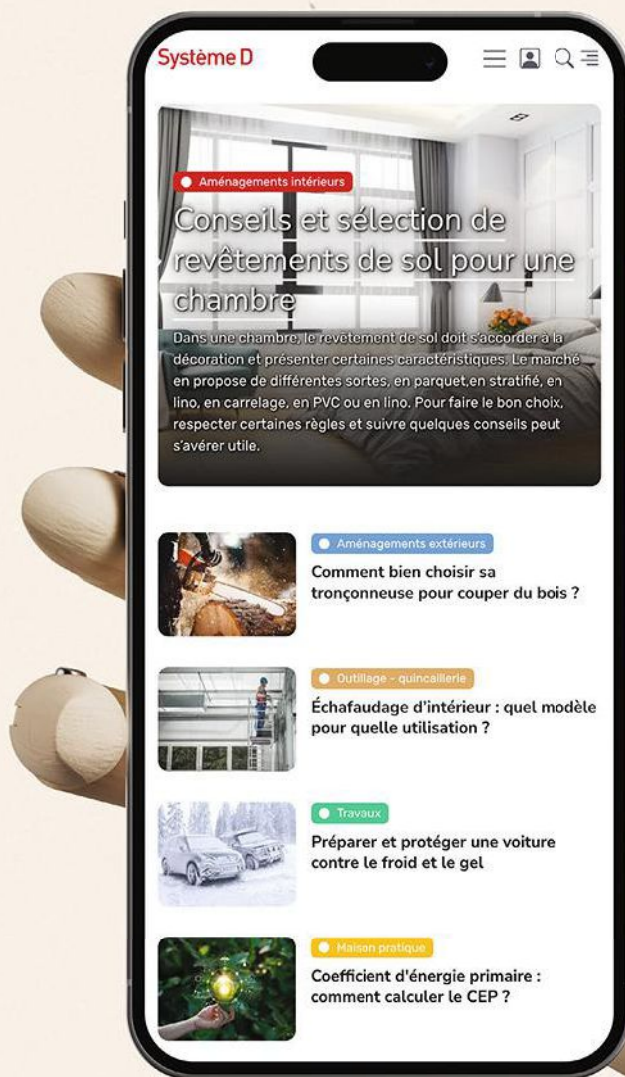 Système D
Aménagements intérieurs
Conseils et sélection de
revêtements de sol pour une
chambre
Dans une chambre, le revêtement de sol doit s'accorder à la
décoration et présenter certaines caractéristiques. Le marché
en propose de différentes sortes, en parquet,en stratifié, en
lino, en carrelage, en PVC ou en lino. Pour faire le bon choix,
respecter certaines règles et suivre quelques conseils peut
s'avérer utile.
Aménagements extérieurs
Comment bien choisir sa
tronçonneuse pour couper du bois ?
Outillage - quincaillerie
Échafaudage d'intérieur : quel modèle
pour quelle utilisation ?
Travaux
Préparer et protéger une voiture
contre le froid et le gel
Maison pratique
Coefficient d'énergie primaire :
comment calculer le CEP ?